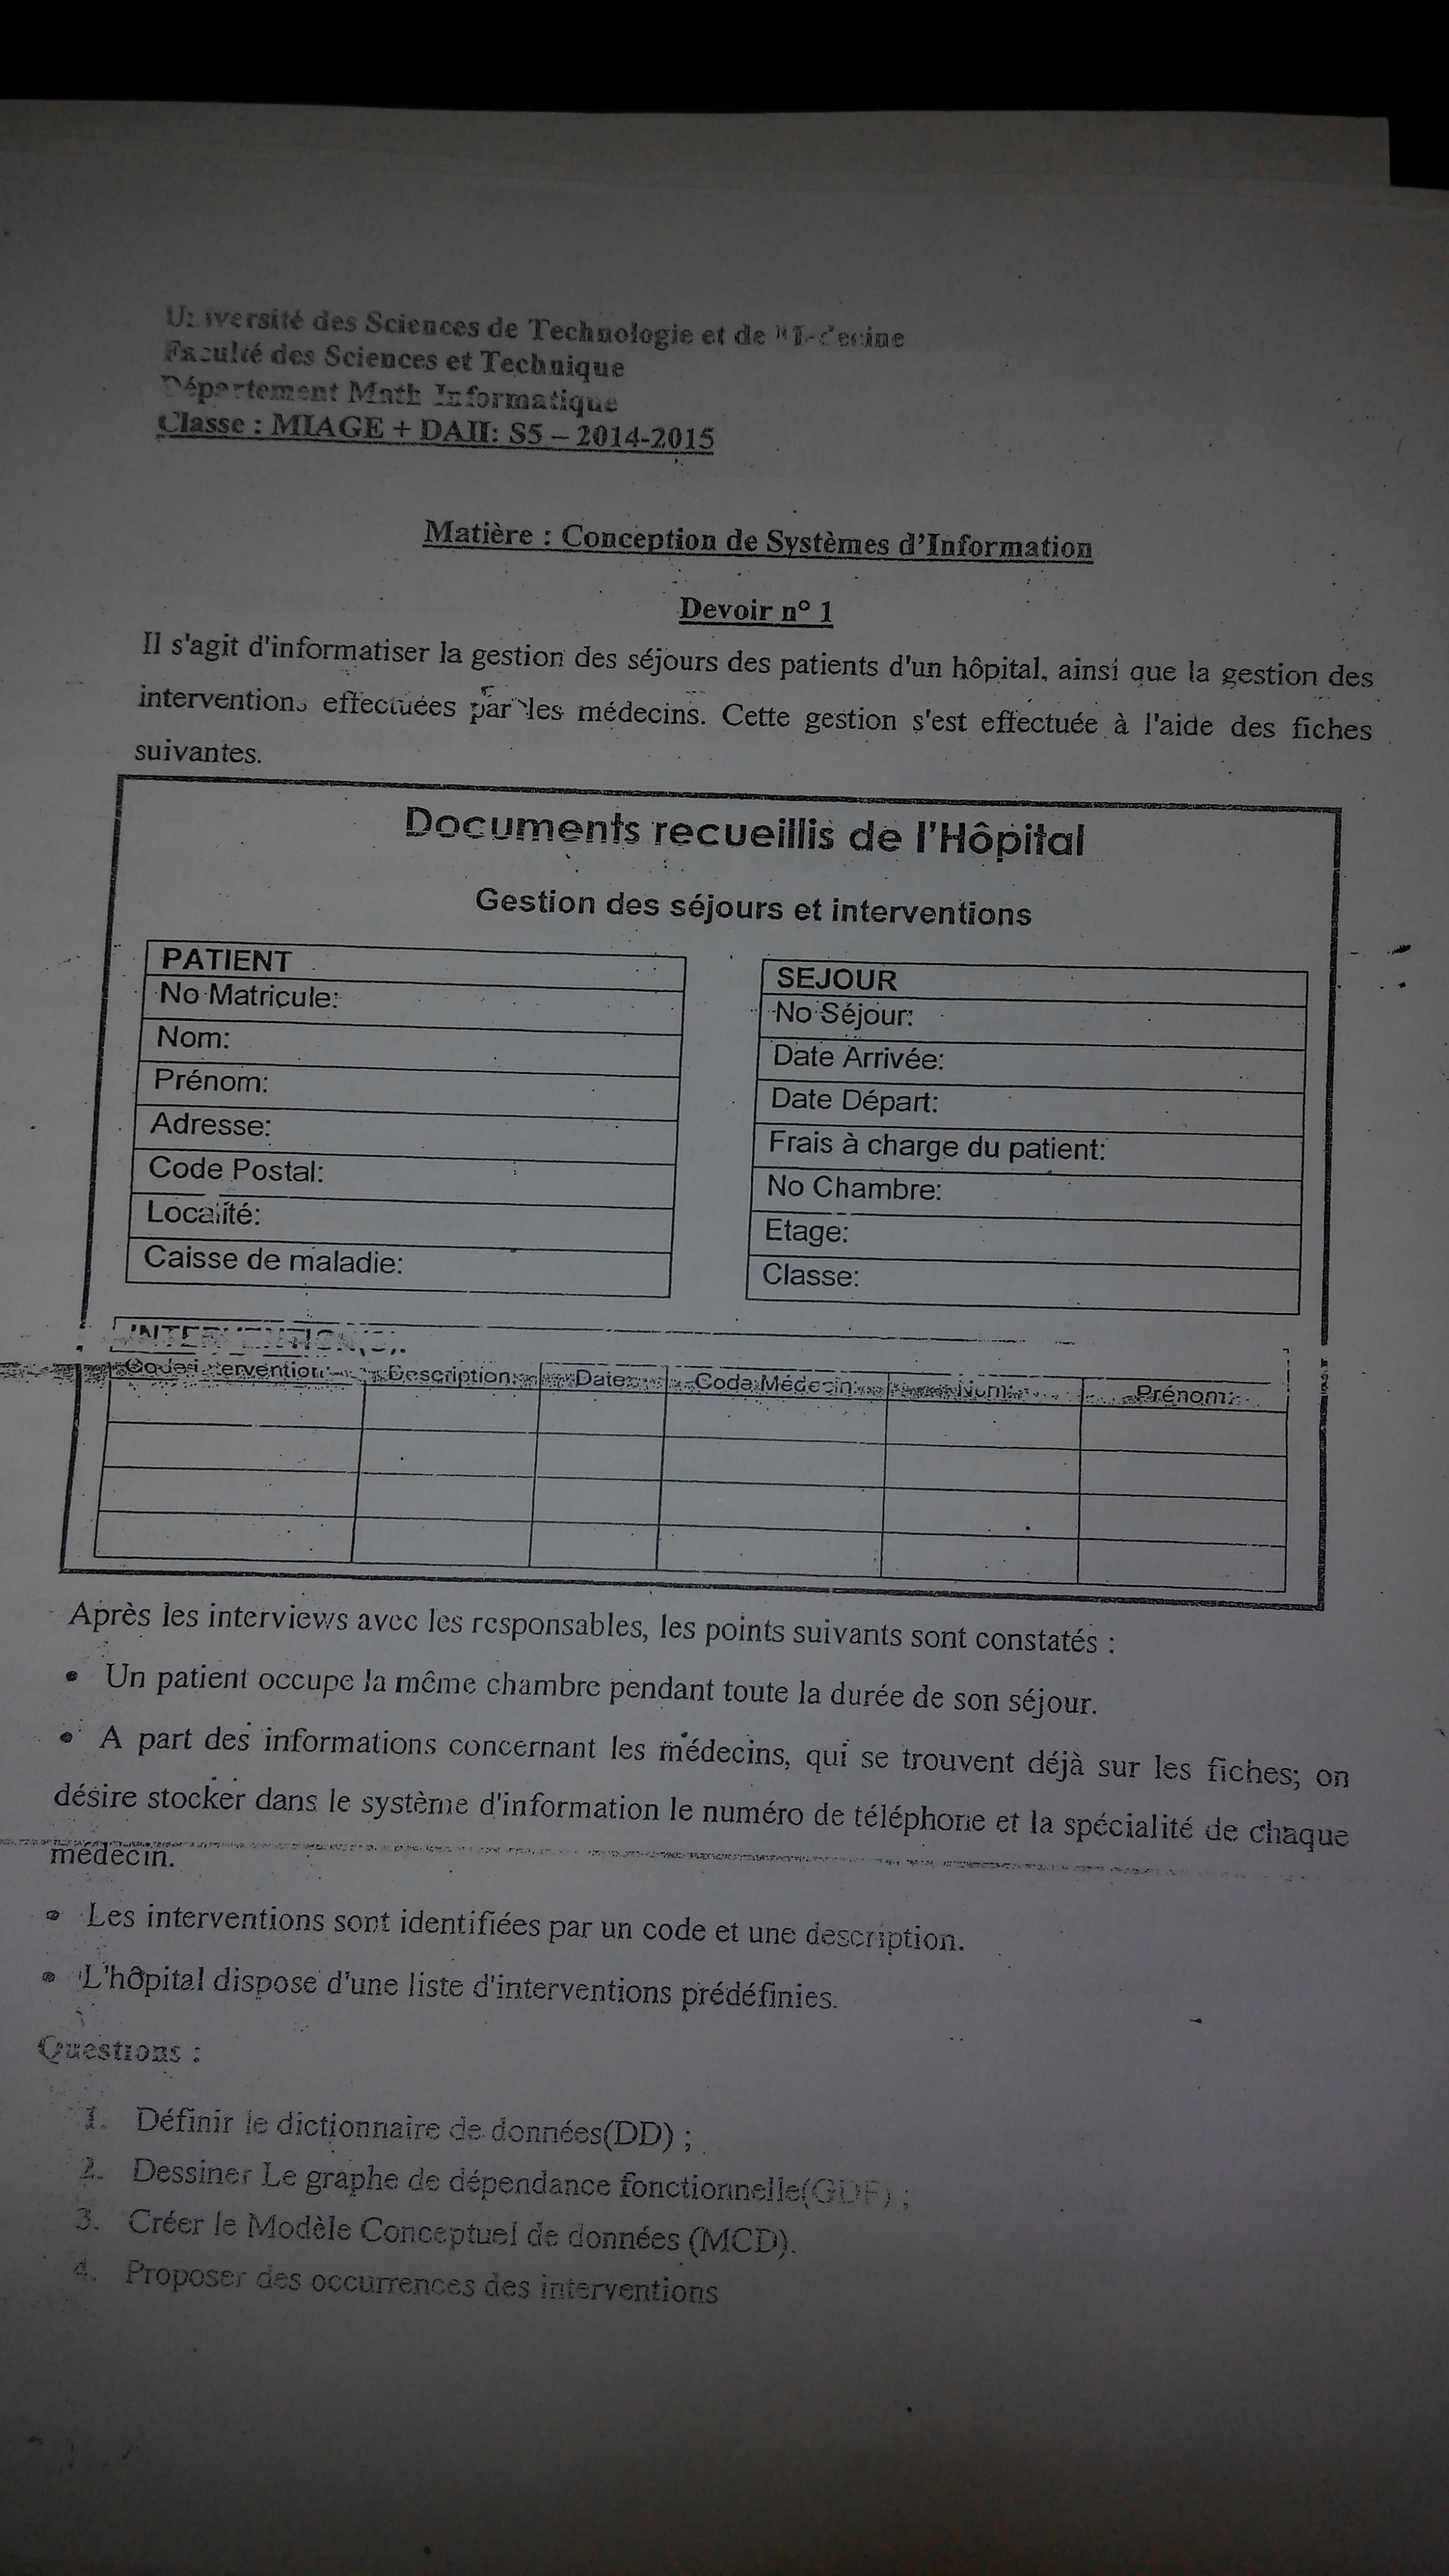 Université des Sciences de Technologie et de
Faculté des Sciences et Technique
Département Math Informatique
Classe : MIAGE + DAII: S5 – 2014-2015
Matière : Conception de Systèmes d'Information
Devoir n° 1
Il s'agit d'informatiser la gestion des séjours des patients d'un hôpital, ainsi que la gestion des
interventions effectuées par les médecins. Cette gestion s'est effectuée à l'aide des fiches
suivantes.
Documents recueillis de l'Hôpital
Gestion des séjours et interventions
PATIENT
No Matricule:
Nom:
Prénom:
Adresse:
Code Postal:
Localité:
Caisse de maladie:
SEJOUR
No Séjour:
Date Arrivée:
Date Départ:
Frais à charge du patient:
No Chambre:
Etage:
Classe:
INTERVENTION(S):
Code intervention: Description: Date: Code Médecin: Nom: Prénom:
Après les interviews avec les responsables, les points suivants sont constatés :
• Un patient occupe la même chambre pendant toute la durée de son séjour.
• A part des informations concernant les médecins, qui se trouvent déjà sur les fiches; on
désire stocker dans le système d'information le numéro de téléphone et la spécialité de chaque
médecin.
• Les interventions sont identifiées par un code et une description.
• L'hôpital dispose d'une liste d'interventions prédéfinies.
Questions :
1. Définir le dictionnaire de données(DD) ;
2. Dessiner Le graphe de dépendance fonctionnelle(GDF) ;
3. Créer le Modèle Conceptuel de données (MCD).
4. Proposer des occurrences des interventions